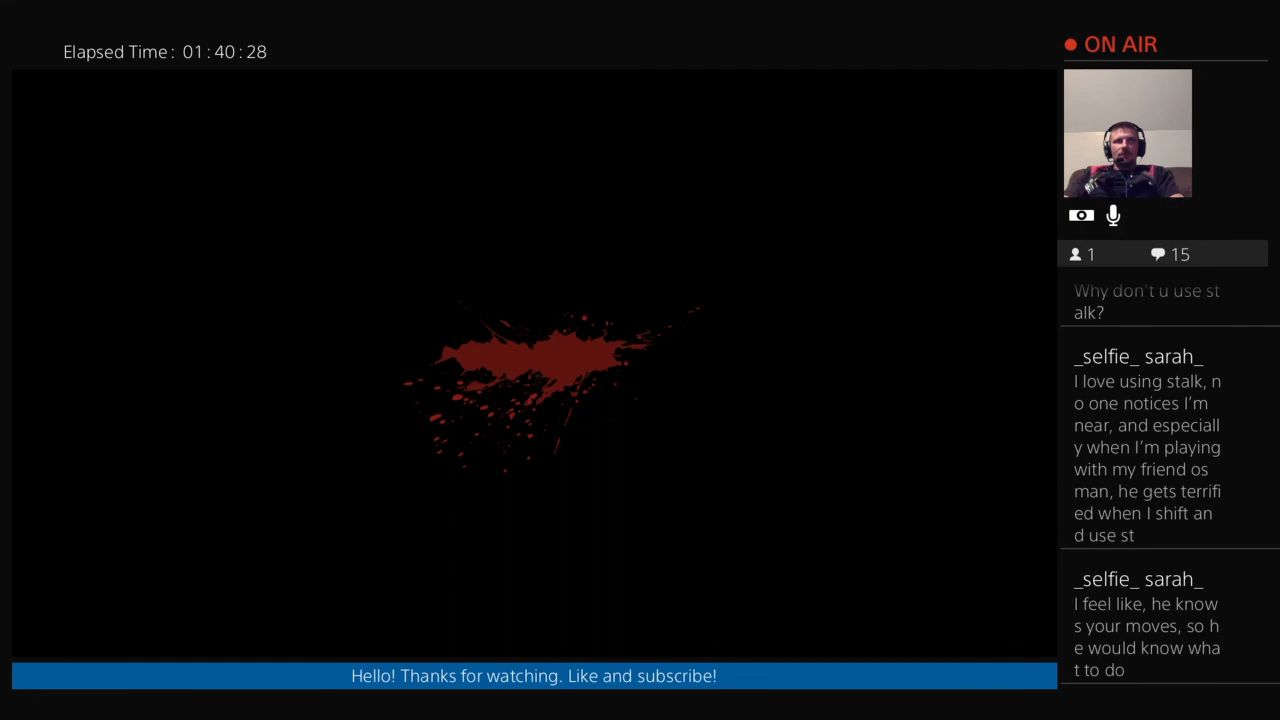 Elapsed Time: 01:40:28
ON AIR
1 15
Why don't u use st
alk?
_selfie_ sarah_
I love using stalk, n
o one notices I'm
near, and especiall
y when I'm playing
with my friend os
man, he gets terrifi
ed when I shift an
d use st
_selfie_ sarah_
I feel like, he know
s your moves, so h
e would know wha
t to do
Hello! Thanks for watching. Like and subscribe!